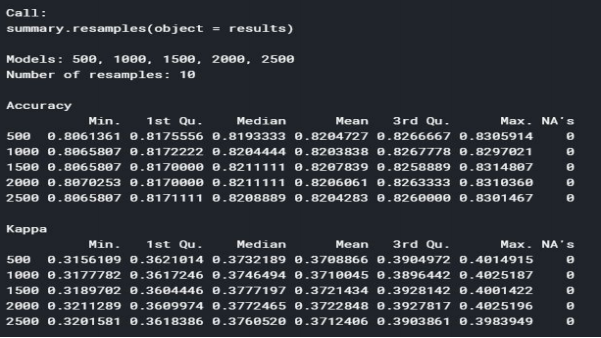 Call:
summary.resamples(object = results)
Models: 500, 1000, 1500, 2000, 2500
Number of resamples: 10
Accuracy
Min. 1st Qu. Median Mean 3rd Qu. Max. NA's
500 0.8061361 0.8175556 0.8193333 0.8204727 0.8266667 0.8305914 0
1000 0.8065807 0.8172222 0.8204444 0.8203838 0.8267778 0.8297021 0
1500 0.8065807 0.8170000 0.8211111 0.8207839 0.8258889 0.8314807 0
2000 0.8070253 0.8170000 0.8211111 0.8206061 0.8263333 0.8310360 0
2500 0.8065807 0.8171111 0.8208889 0.8204283 0.8260000 0.8301467 0
Kappa
Min. 1st Qu. Median Mean 3rd Qu. Max. NA's
500 0.3156109 0.3621014 0.3732189 0.3708866 0.3904972 0.4014915 0
1000 0.3177782 0.3617246 0.3746494 0.3710045 0.3896442 0.4025187 0
1500 0.3189702 0.3604446 0.3777197 0.3721434 0.3928142 0.4001422 0
2000 0.3211289 0.3609974 0.3772465 0.3722848 0.3927817 0.4025196 0
2500 0.3201581 0.3618386 0.3760520 0.3712406 0.3903861 0.3983949 0